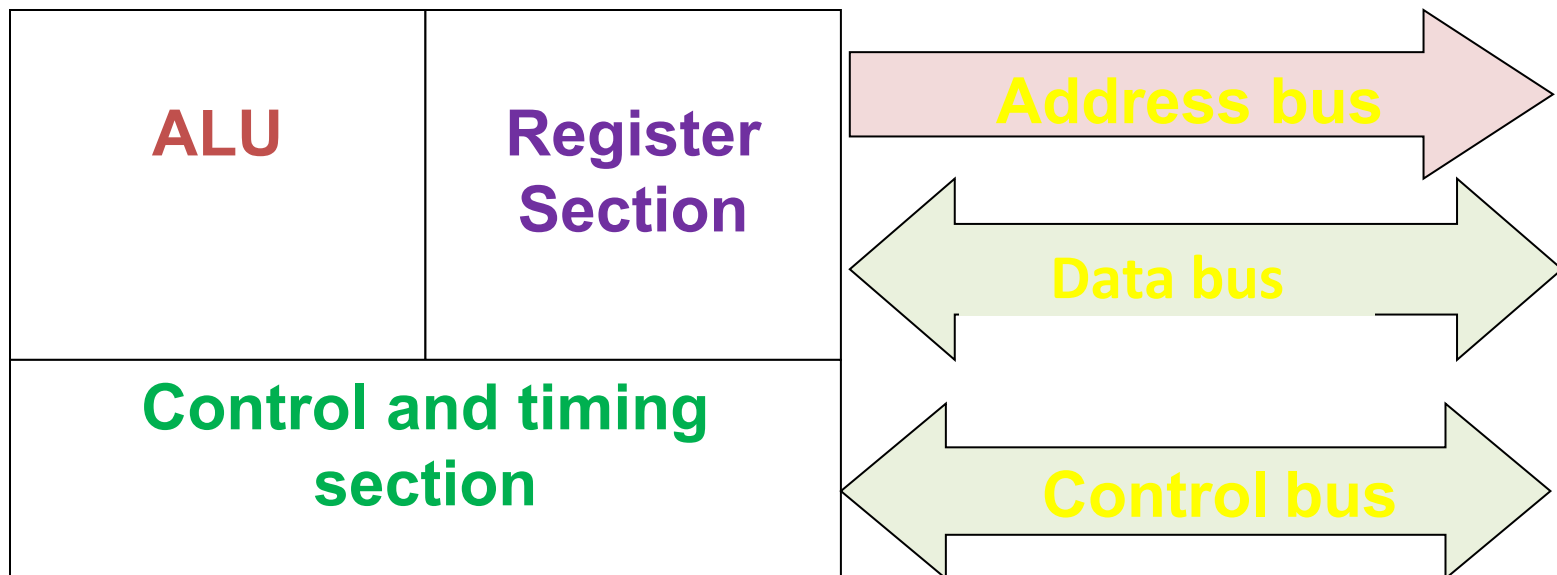 ALU
Register
Section
Control and timing
section
Address bus
Data bus
Control bus